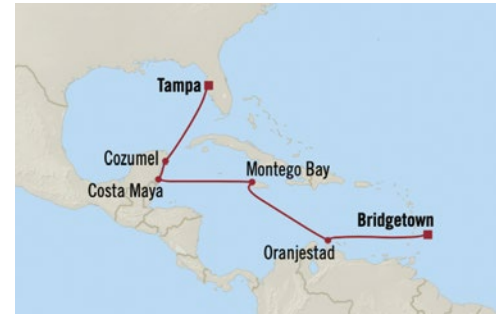 Tampa
Cozumel
Costa Maya
Montego Bay
Bridgetown
Oranjestad